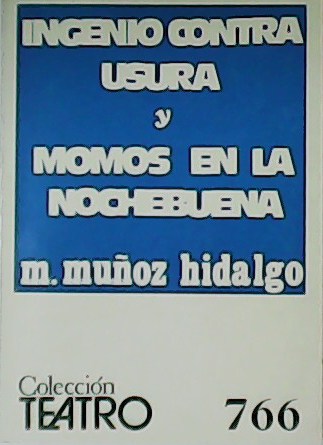 INGENIO CONTRA
USURA
y
MOMOS EN LA
NOCHEBUENA
m. muñoz hidalgo
Colección
TEATRO 766